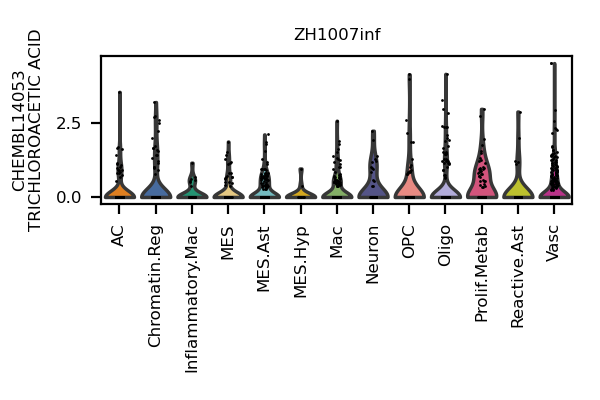 ZH1007inf
CHEMBL14053
TRICHLOROACETIC ACID
2.5
0.0
AC
Chromatin.Reg
Inflammatory.Mac
MES
MES.Ast
MES.Hyp
Mac
Neuron
OPC
Oligo
Prolif.Metab
Reactive.Ast
Vasc